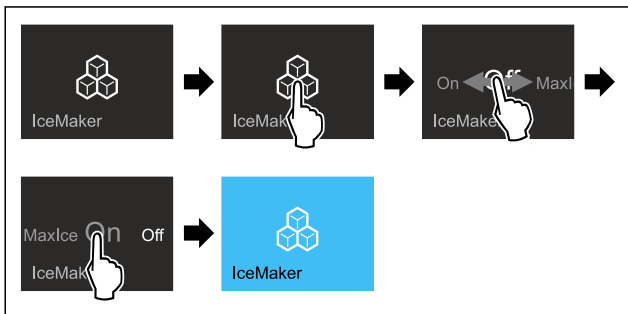 IceMaker
IceMak
On Off MaxI
IceMake
MaxIce On Off
IceMak
IceMaker